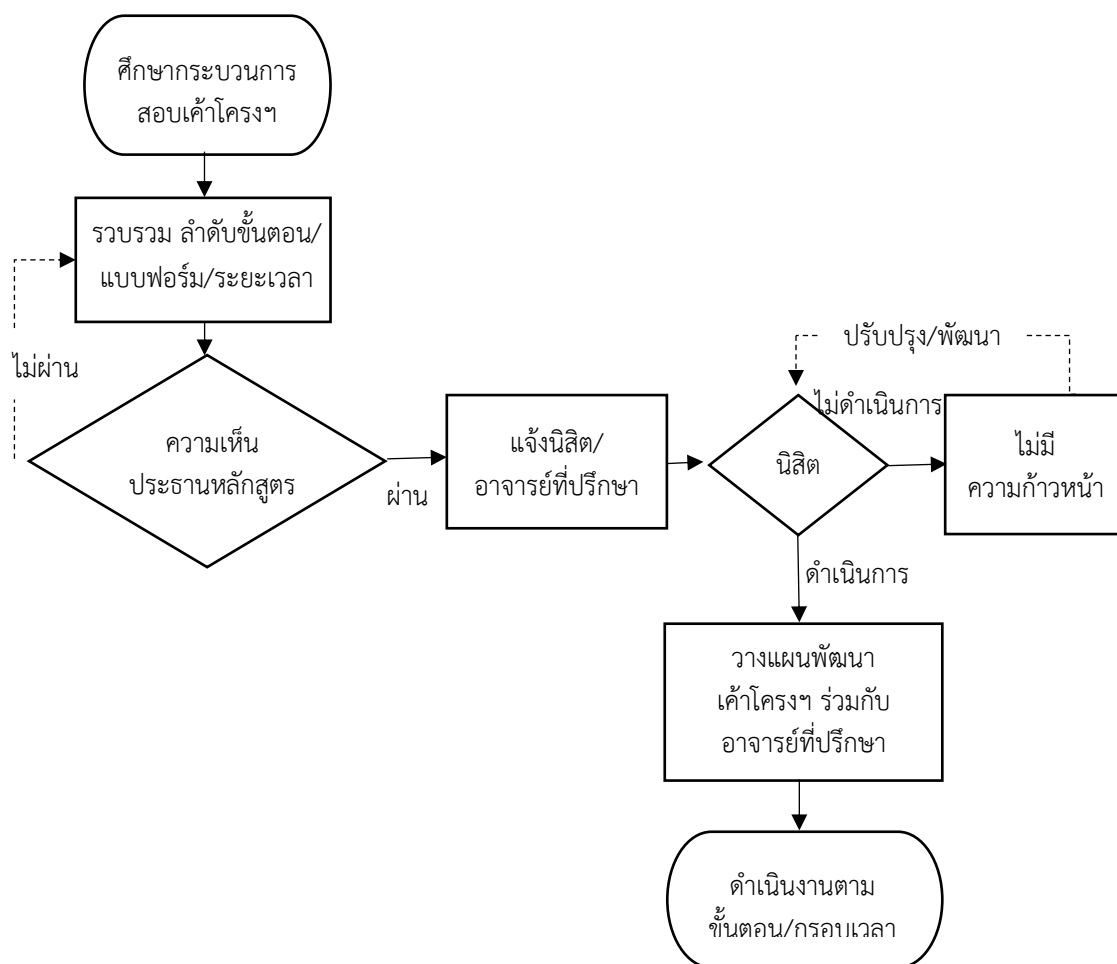 ศึกษากระบวนการ
สอบเค้าโครงฯ
รวบรวม ลำดับขั้นตอน/
แบบฟอร์ม/ระยะเวลา
ไม่ผ่าน
ความเห็น
ประธานหลักสูตร
ผ่าน
แจ้งนิสิต/
อาจารย์ที่ปรึกษา
ปรับปรุง/พัฒนา
ไม่ดำเนินการ
นิสิต
ไม่มี
ความก้าวหน้า
ดำเนินการ
วางแผนพัฒนา
เค้าโครงฯ ร่วมกับ
อาจารย์ที่ปรึกษา
ดำเนินงานตาม
ขั้นตอน/กรอบเวลา